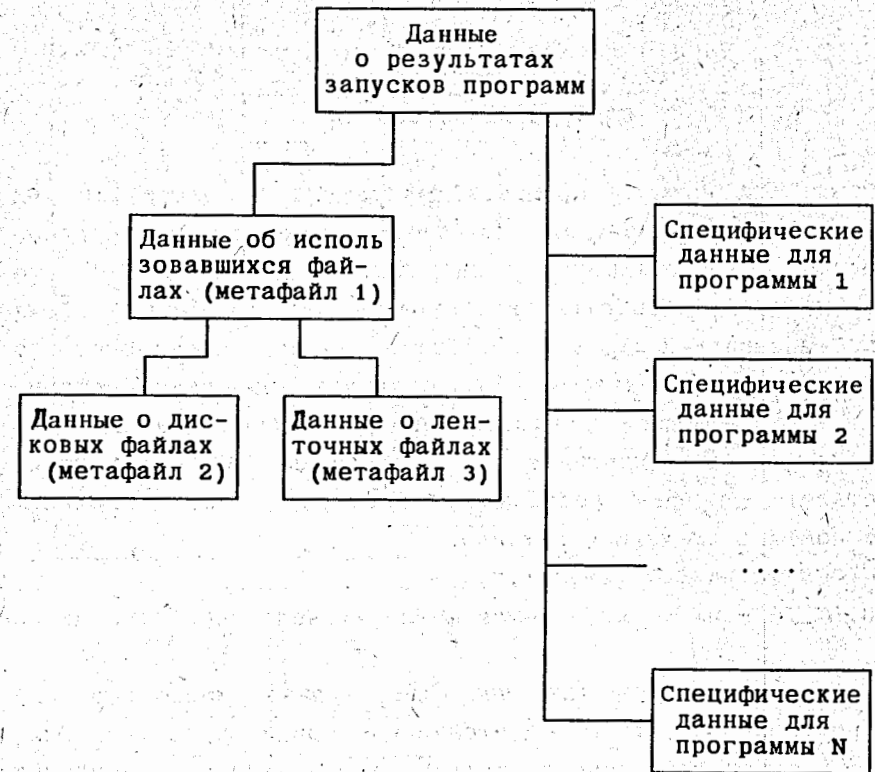 Данные
о результатах
запусков программ
Данные об исполь
зовавшихся фай-
лах (метафайл 1)
Данные о дис-
ковых файлах
(метафайл 2)
Данные о лен-
точных файлах
(метафайл 3)
Специфические
данные для
программы 1
Специфические
данные для
программы 2
....
Специфические
данные для
программы N